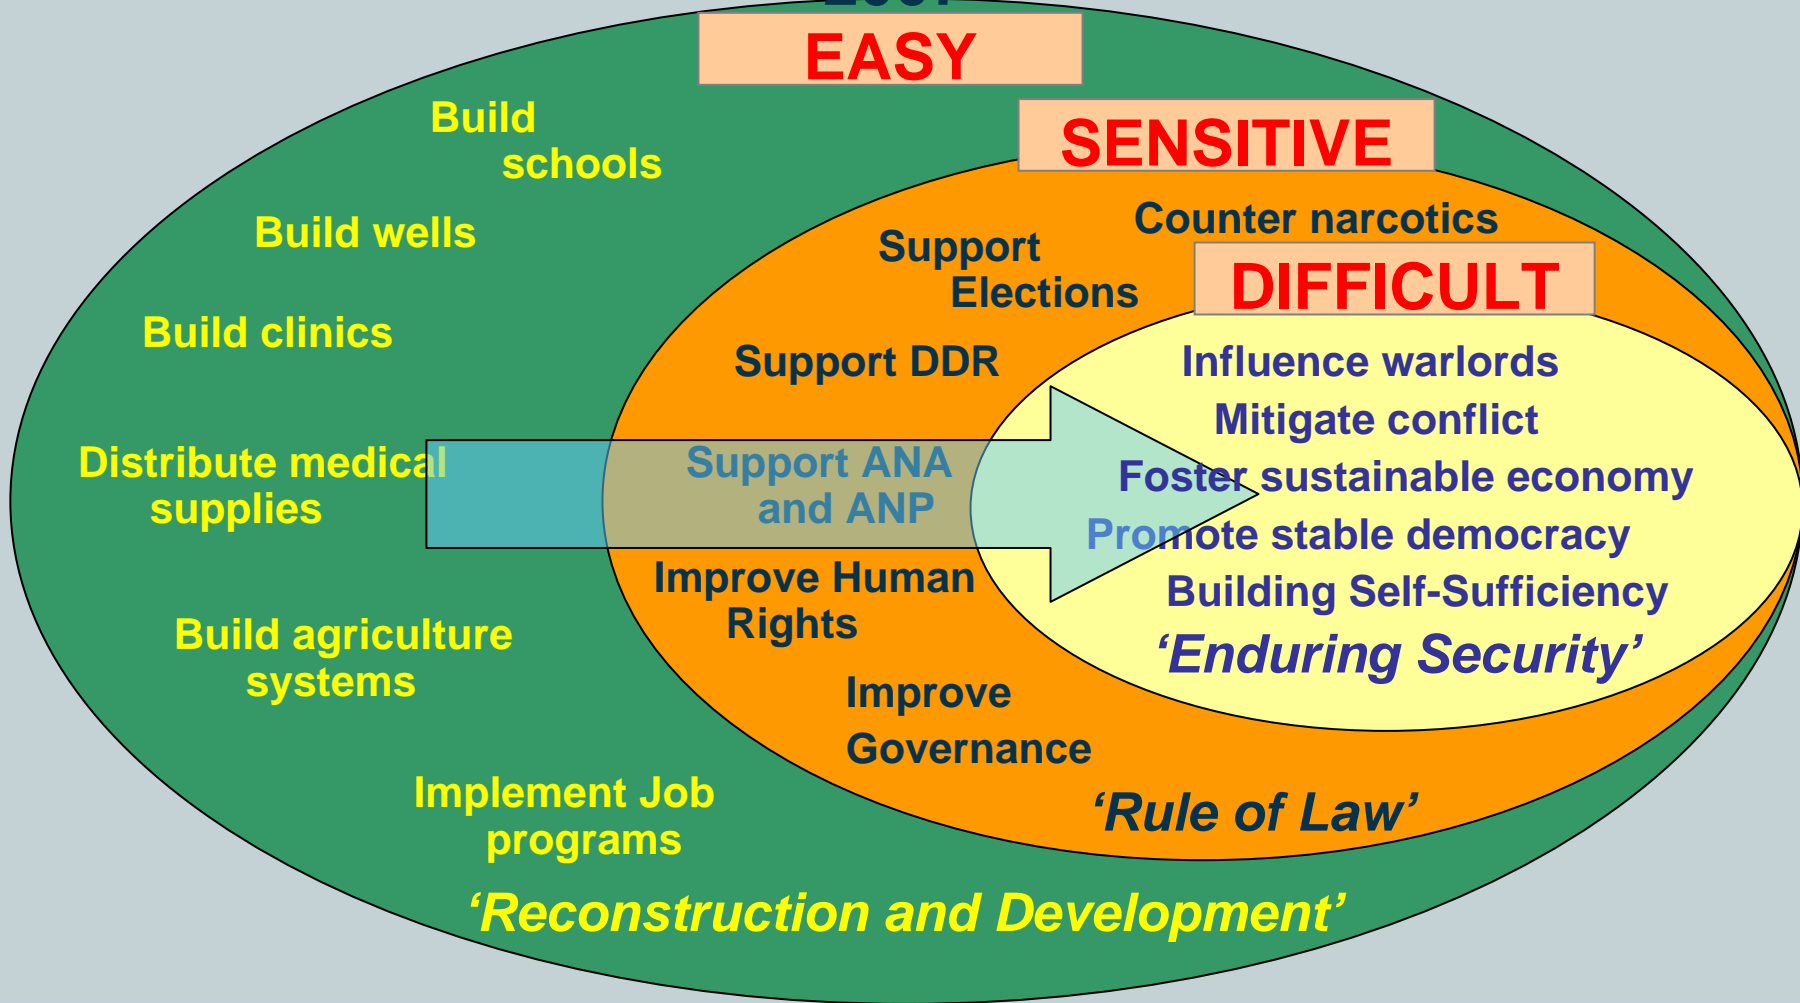 EASY
Build
schools
SENSITIVE
Build wells
Counter narcotics
Support
Elections
DIFFICULT
Build clinics
Support DDR
Influence warlords
Mitigate conflict
Distribute medical
supplies
Support ANA
and ANP
Foster sustainable economy
Promote stable democracy
Improve Human
Rights
Building Self-Sufficiency
Build agriculture
systems
‘Enduring Security’
Improve
Governance
Implement Job
programs
‘Rule of Law’
‘Reconstruction and Development’